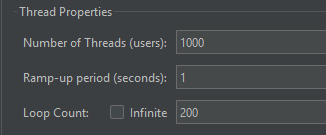 Thread Properties
Number of Threads (users): 1000
Ramp-up period (seconds): 1
Loop Count: Infinite 200